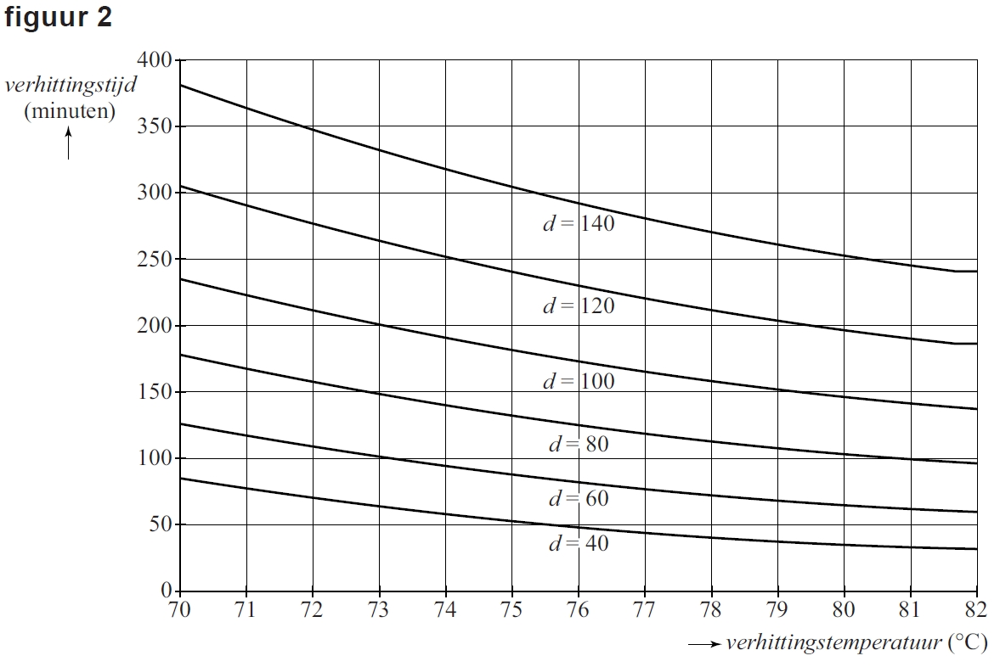 figuur 2
verhittingstijd
(minuten)
400
350
300
250
200
150
100
50
0
d = 140
d = 120
d = 100
d = 80
d = 60
d = 40
70 71 72 73 74 75 76 77 78 79 80 81 82
verhittingstemperatuur (°C)